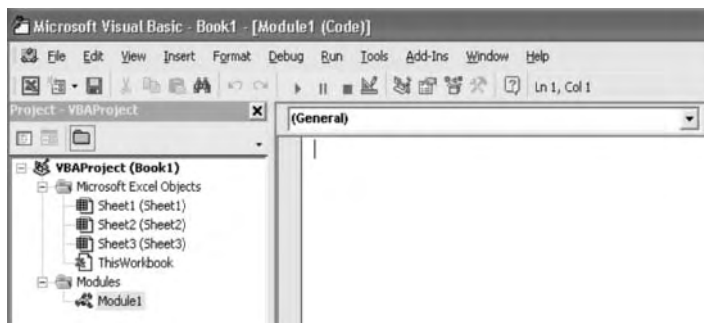 Microsoft Visual Basic - Book1 - [Module1 (Code)]
File Edit View Insert Format Debug Run Tools Add-Ins Window Help
Ln 1, Col 1
Project - VBAProject
(General)
VBAProject (Book1)
Microsoft Excel Objects
Sheet1 (Sheet1)
Sheet2 (Sheet2)
Sheet3 (Sheet3)
ThisWorkbook
Modules
Module1